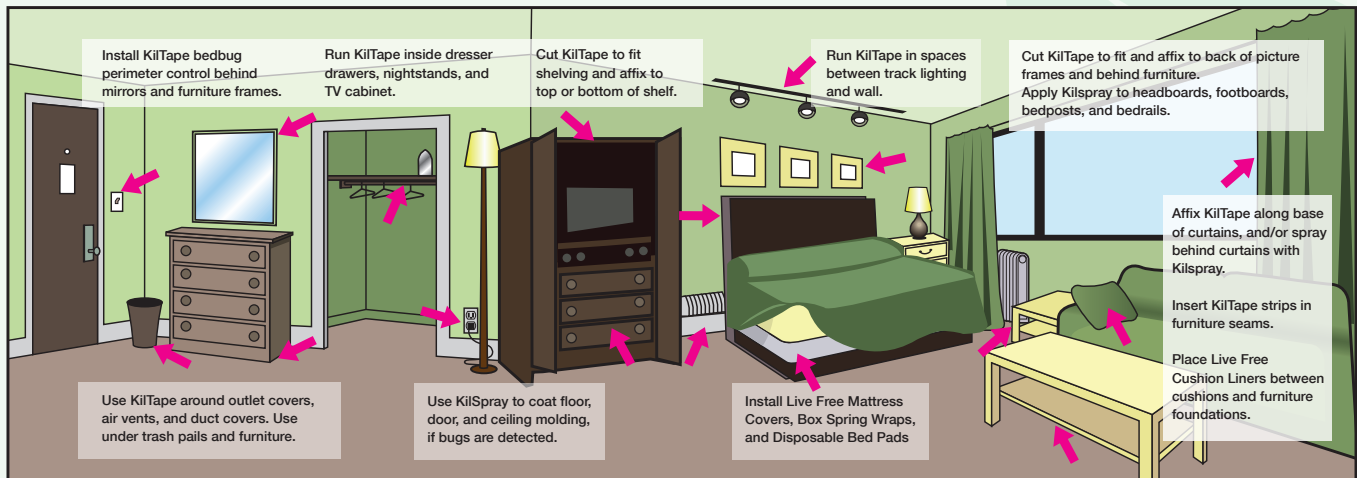 Install KilTape bedbug
perimeter control behind
mirrors and furniture frames.
Run KilTape inside dresser
drawers, nightstands, and
TV cabinet.
Cut KilTape to fit
shelving and affix to
top or bottom of shelf.
Run KilTape in spaces
between track lighting
and wall.
Cut KilTape to fit and affix to back of picture
frames and behind furniture.
Apply Kilspray to headboards, footboards,
bedposts, and bedrails.
Affix KilTape along base
of curtains, and/or spray
behind curtains with
Kilspray.
Insert KilTape strips in
furniture seams.
Place Live Free
Cushion Liners between
cushions and furniture
foundations.
Use KilTape around outlet covers,
air vents, and duct covers. Use
under trash pails and furniture.
Use KilSpray to coat floor,
door, and ceiling molding,
if bugs are detected.
Install Live Free Mattress
Covers, Box Spring Wraps,
and Disposable Bed Pads